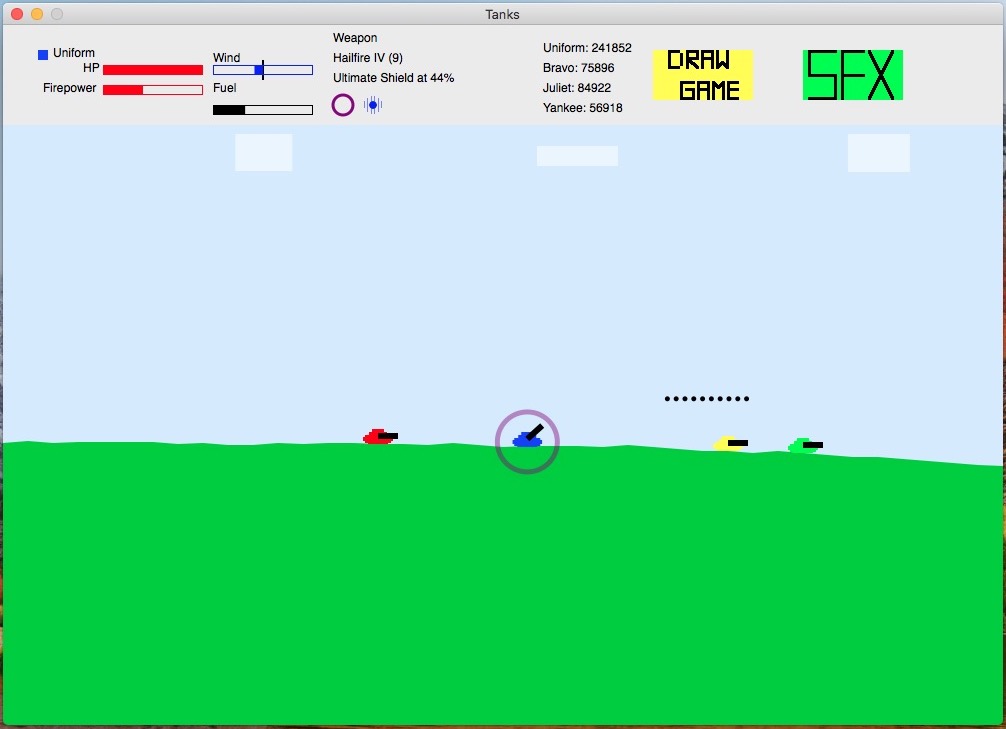 Tanks
Uniform
HP
Firepower
Wind
Fuel
Weapon
Hailfire IV (9)
Ultimate Shield at 44%
Uniform: 241852
Bravo: 75896
Juliet: 84922
Yankee: 56918
DRAW
GAME
SFX